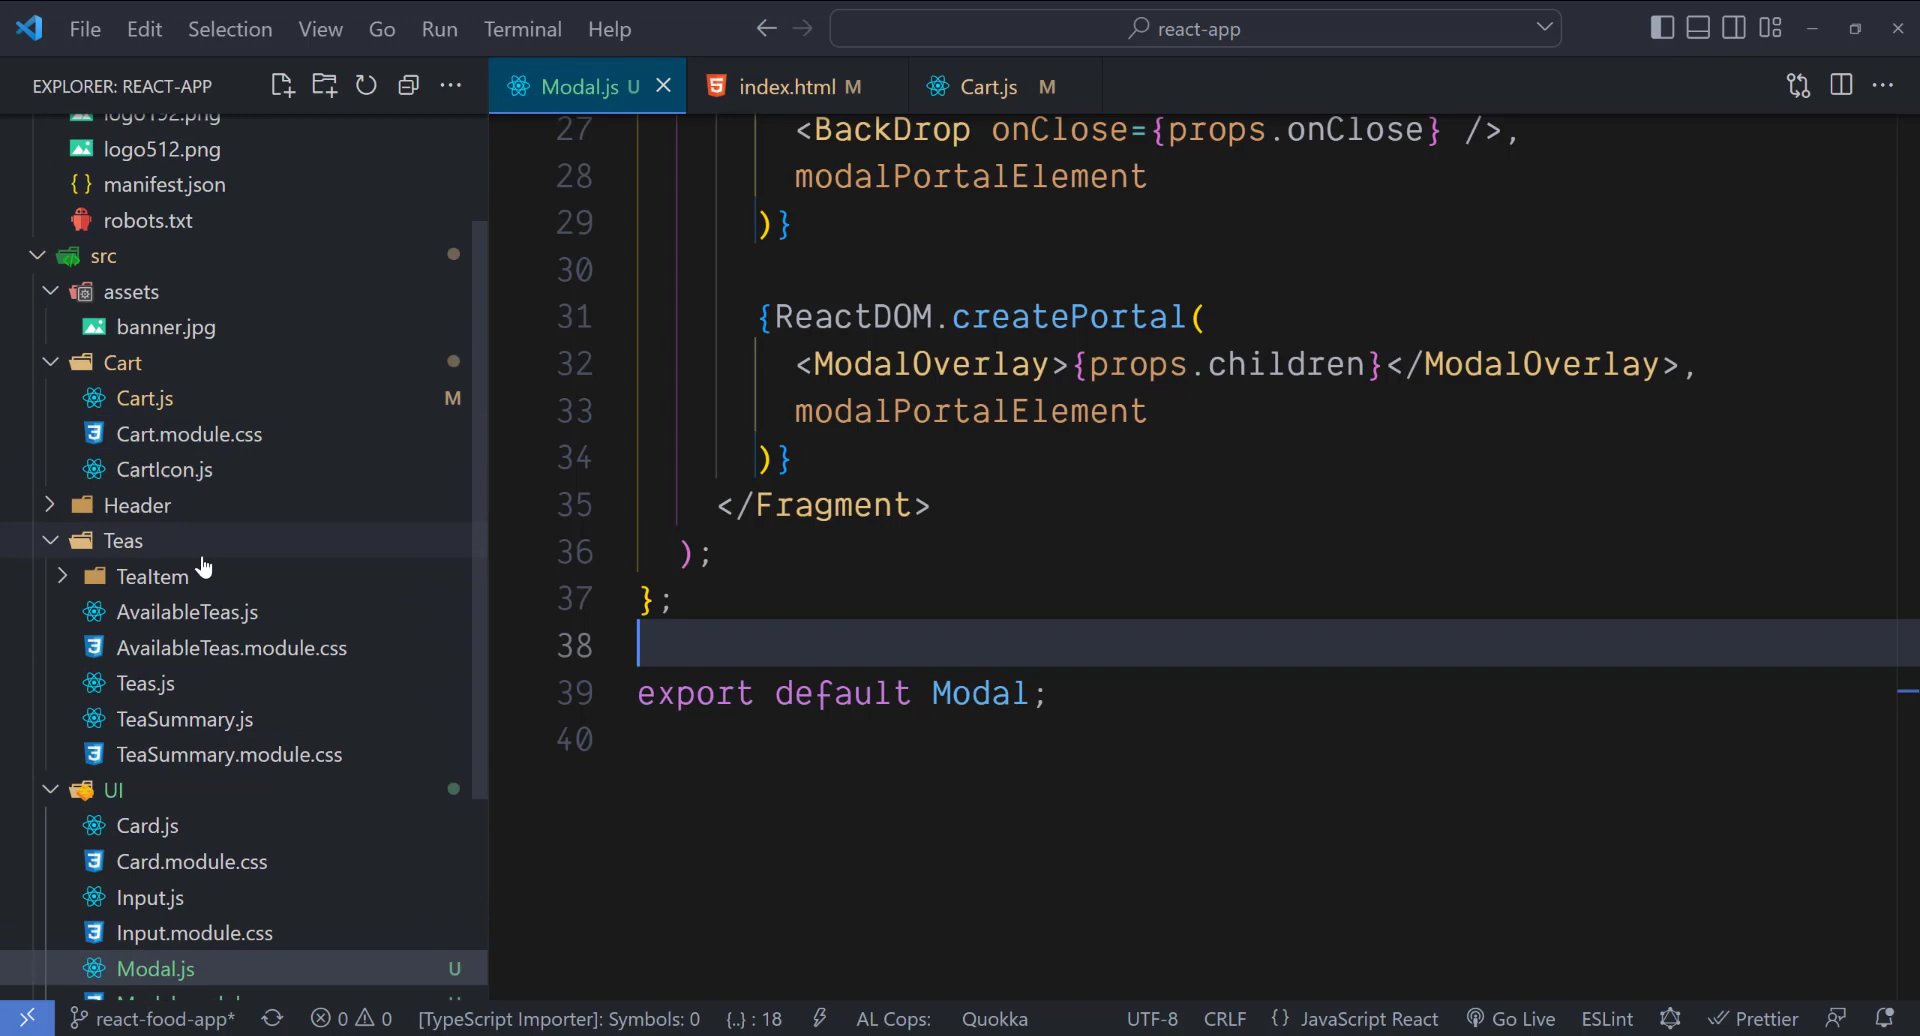 File Edit Selection View Go Run Terminal Help
react-app
EXPLORER: REACT-APP
Modal.js U
index.html M
Cart.js M
logo192.png
logo512.png
{ } manifest.json
robots.txt
src
assets
banner.jpg
Cart
Cart.js M
Cart.module.css
CartIcon.js
Header
Teas
TeaItem
AvailableTeas.js
AvailableTeas.module.css
Teas.js
TeaSummary.js
TeaSummary.module.css
UI
Card.js
Card.module.css
Input.js
Input.module.css
Modal.js U
27 <BackDrop onClose={props.onClose} />,
28 modalPortalElement
29 )}
30
31 {ReactDOM.createPortal(
32 <ModalOverlay>{props.children}</ModalOverlay>,
33 modalPortalElement
34 )}
35 </Fragment>
36 );
37 };
38
39 export default Modal;
40
react-food-app* 0 0 [TypeScript Importer]: Symbols: 0 {..} : 18 AL Cops: Quokka UTF-8 CRLF { } JavaScript React Go Live ESLint Prettier